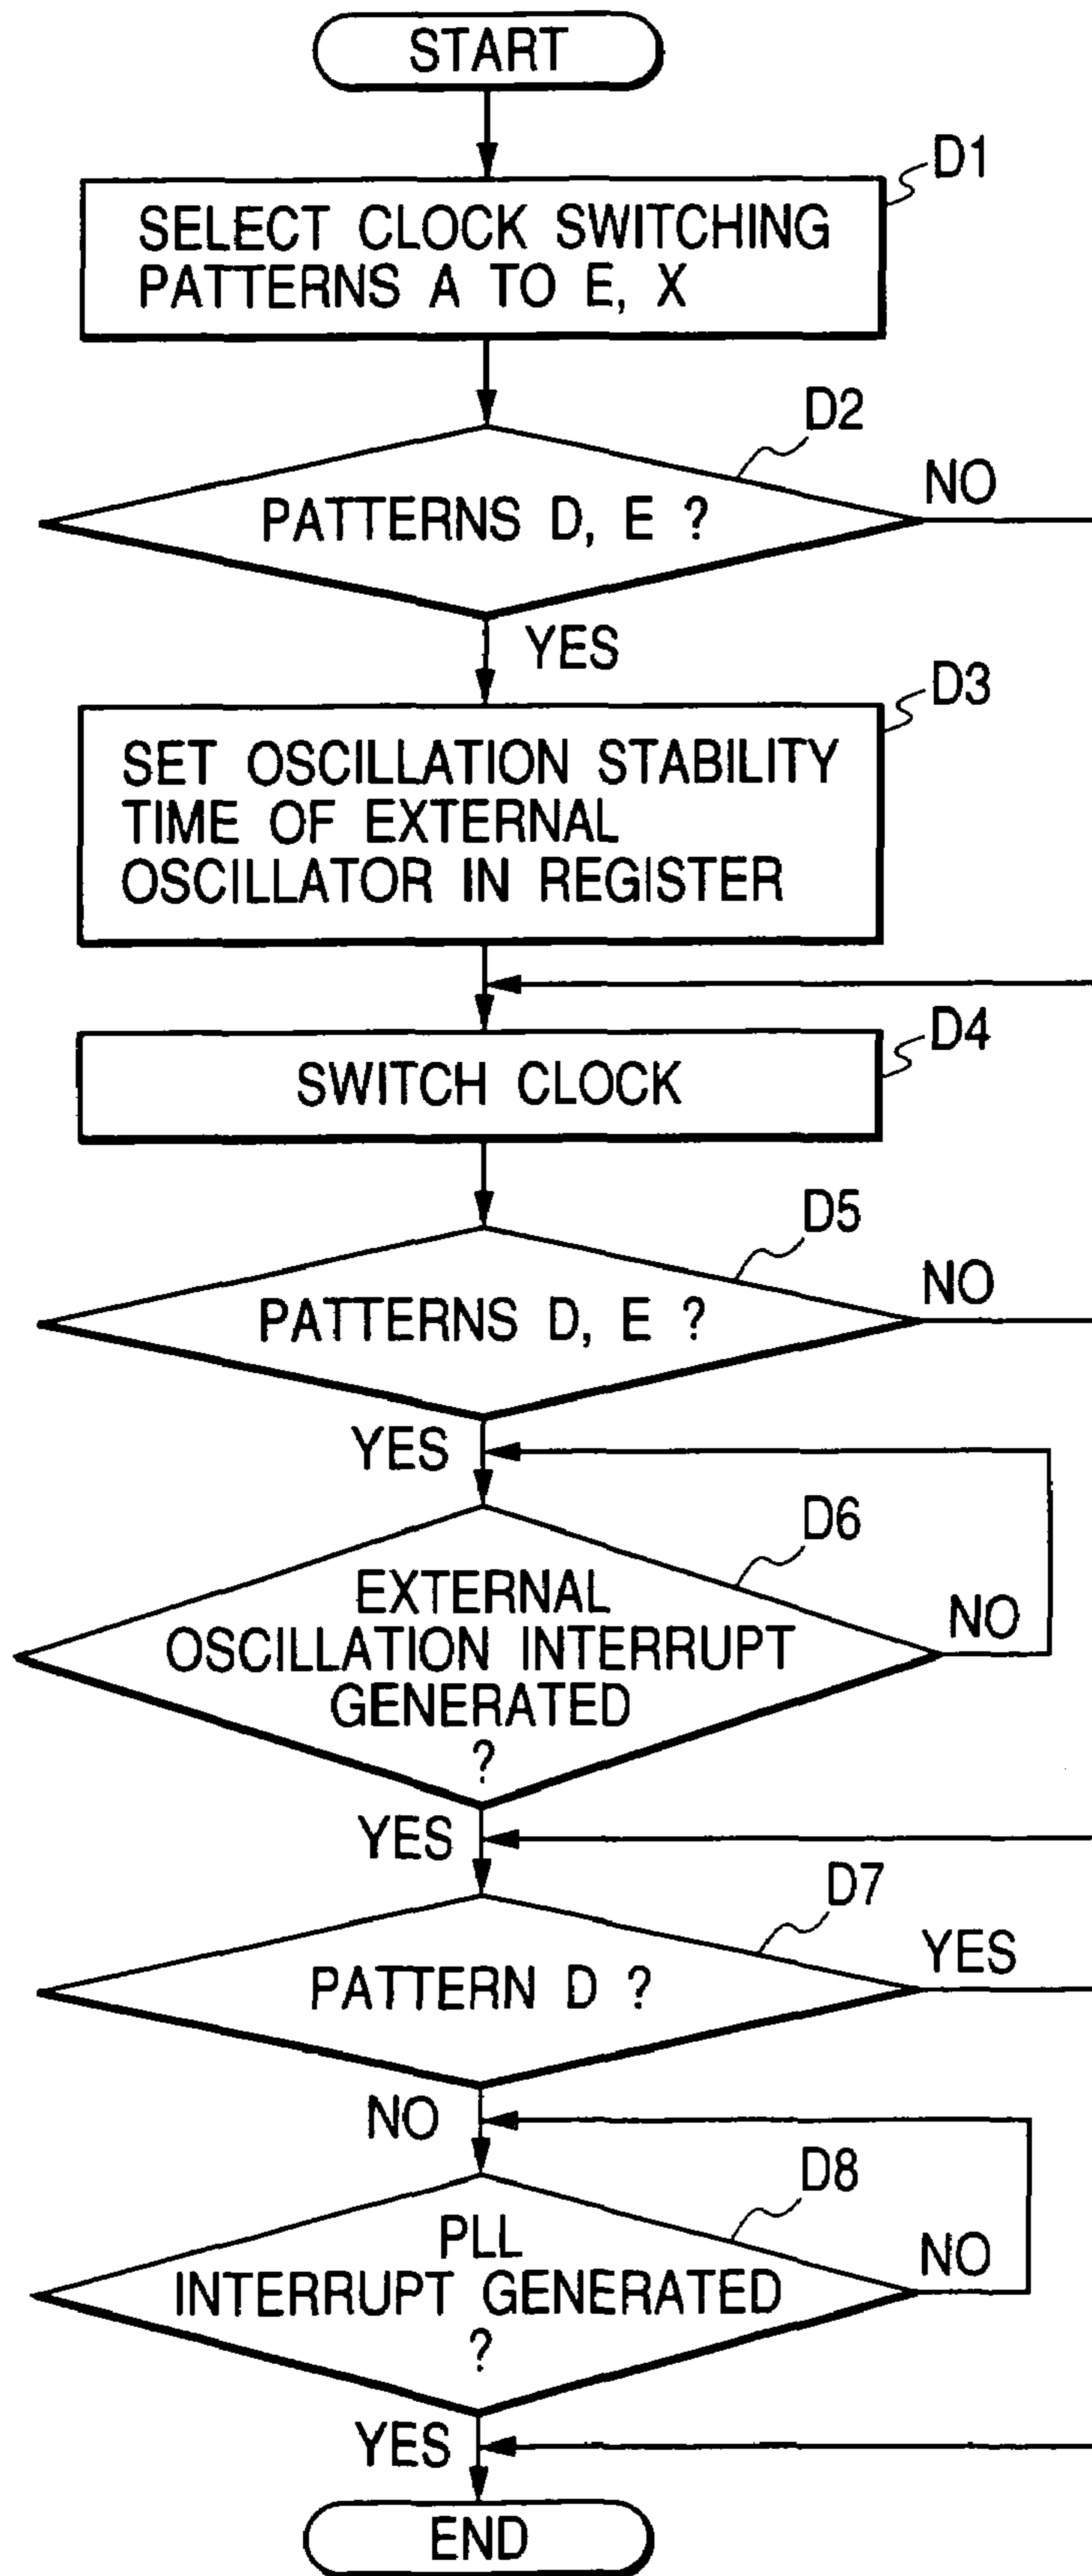 START
D1
SELECT CLOCK SWITCHING
PATTERNS A TO E, X
D2
PATTERNS D, E ?
NO
YES
D3
SET OSCILLATION STABILITY
TIME OF EXTERNAL
OSCILLATOR IN REGISTER
D4
SWITCH CLOCK
D5
PATTERNS D, E ?
NO
YES
D6
EXTERNAL
OSCILLATION INTERRUPT
GENERATED
?
NO
YES
D7
PATTERN D ?
YES
NO
D8
PLL
INTERRUPT GENERATED
?
NO
YES
END